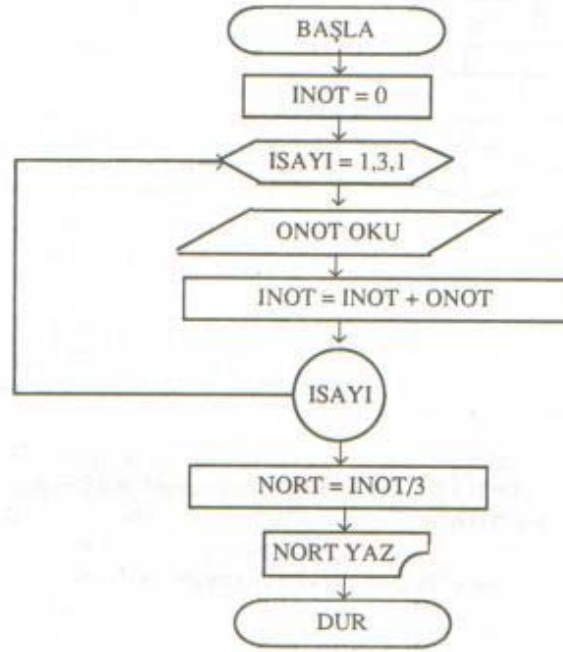 BAŞLA
INOT = 0
ISAYI = 1,3,1
ONOT OKU
INOT = INOT + ONOT
ISAYI
NORT = INOT/3
NORT YAZ
DUR